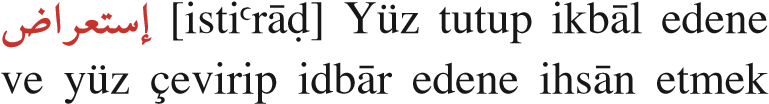 إستعراض [istiʿrāḍ] Yüz tutup ikbāl edene
ve yüz çevirip idbār edene ihsān etmek